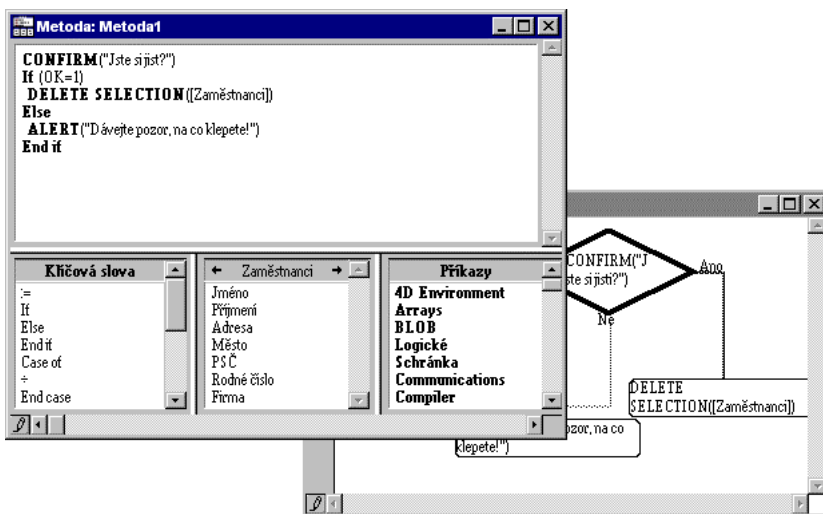 Metoda: Metoda1
CONFIRM("Jste si jist?")
If (OK=1)
DELETE SELECTION([Zaměstnanci])
Else
ALERT("Dávejte pozor, na co klepete!")
End if
Klíčová slova
:=
If
Else
End if
Case of
÷
End case
Zaměstnanci
Jméno
Příjmení
Adresa
Město
PSČ
Rodné číslo
Firma
Příkazy
4D Environment
Arrays
BLOB
Logické
Schránka
Communications
Compiler
CONFIRM("J
ste si jisti?")
Ano
Ne
DELETE
SELECTION([Zaměstnanci])
ozor, na co
klepete!")